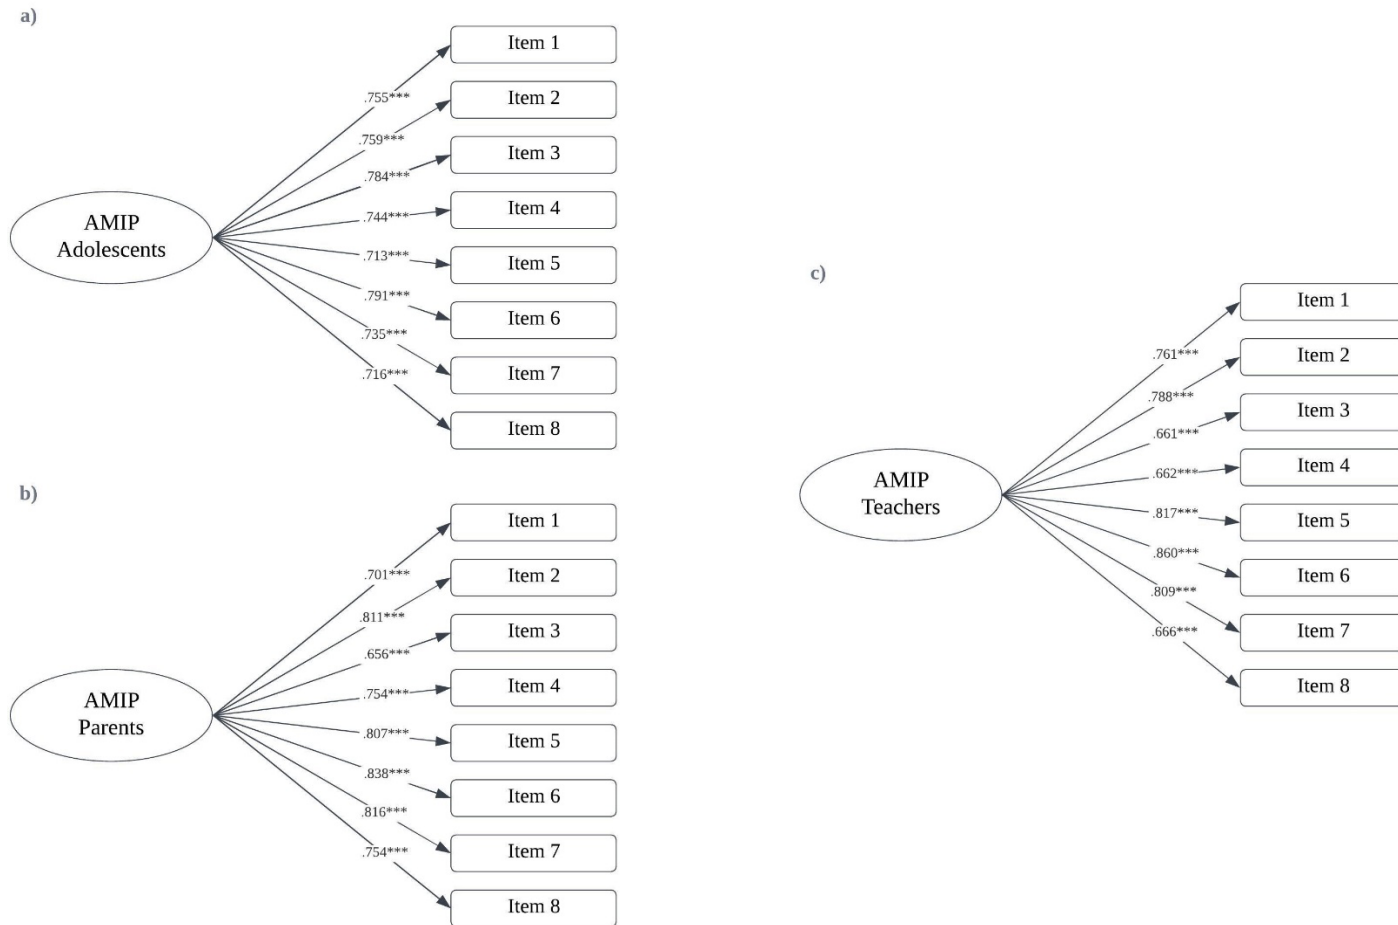 a)
AMIP
Adolescents
.755***
.759***
.784***
.744***
.713***
.791***
.735***
.716***
Item 1
Item 2
Item 3
Item 4
Item 5
Item 6
Item 7
Item 8
b)
AMIP
Parents
.701***
.811***
.656***
.754***
.807***
.838***
.816***
.754***
Item 1
Item 2
Item 3
Item 4
Item 5
Item 6
Item 7
Item 8
c)
AMIP
Teachers
.761***
.788***
.661***
.662***
.817***
.860***
.809***
.666***
Item 1
Item 2
Item 3
Item 4
Item 5
Item 6
Item 7
Item 8